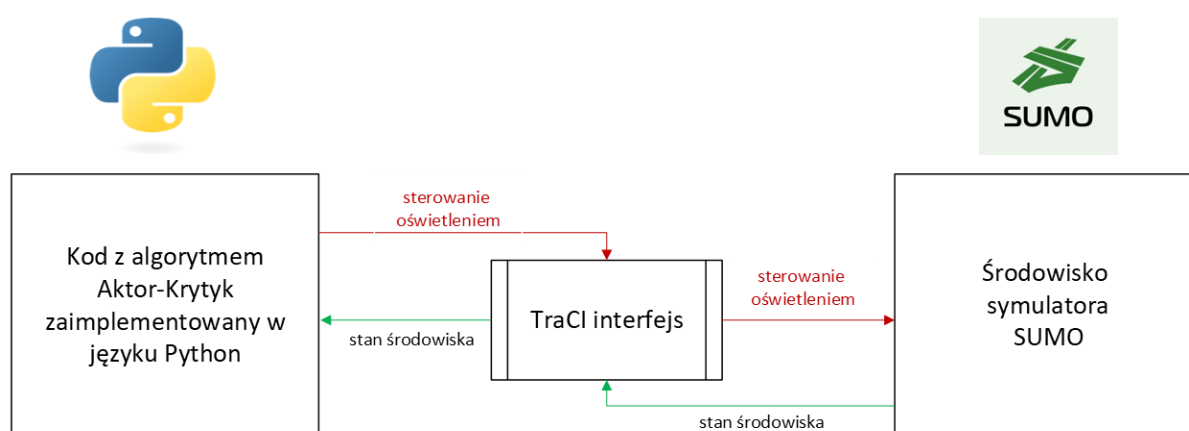 SUMO
sterowanie
oświetleniem
Kod z algorytmem
Aktor-Krytyk
zaimplementowany w
języku Python
stan środowiska
TraCI interfejs
sterowanie
oświetleniem
Środowisko
symulatora
SUMO
stan środowiska